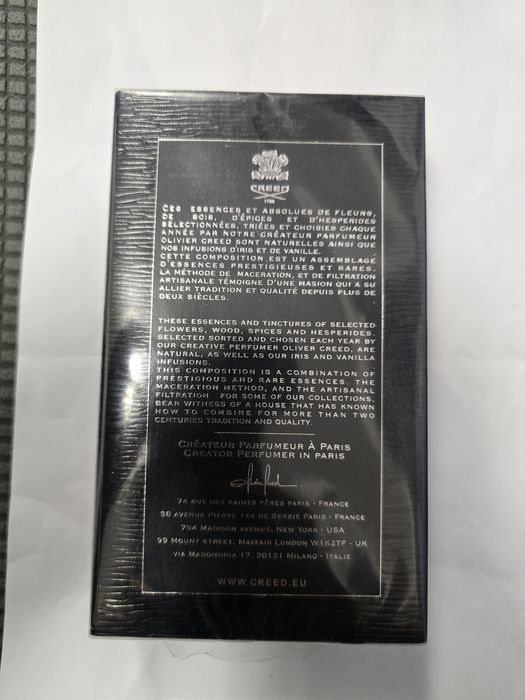 CREED
1760
CES ESSENCES ET ABSOLUES DE FLEURS,
DE BOIS, D'ÉPICES ET D'HESPERIDES
SÉLECTIONNÉES, TRIÉES ET CHOISIES CHAQUE
ANNÉE PAR NOTRE CRÉATEUR PARFUMEUR
OLIVIER CREED SONT NATURELLES AINSI QUE
NOS INFUSIONS D'IRIS ET DE VANILLE.
CETTE COMPOSITION EST UN ASSEMBLAGE
D'ESSENCES PRESTIGIEUSES ET RARES.
LA MÉTHODE DE MACERATION, ET DE FILTRATION
ARTISANALE TÉMOIGNE D'UNE MASION QUI A SU
ALLIER TRADITION ET QUALITÉ DEPUIS PLUS DE
DEUX SIÈCLES.
THESE ESSENCES AND TINCTURES OF SELECTED
FLOWERS, WOOD, SPICES AND HESPERIDES.
SELECTED SORTED AND CHOSEN EACH YEAR BY
OUR CREATIVE PERFUMER OLIVER CREED, ARE
NATURAL, AS WELL AS OUR IRIS AND VANILLA
INFUSIONS.
THIS COMPOSITION IS A COMBINATION OF
PRESTIGIOUS AND RARE ESSENCES. THE
MACERATION METHOD, AND THE ARTISANAL
FILTRATION FOR SOME OF OUR COLLECTIONS,
BEAR WITNESS OF A HOUSE THAT HAS KNOWN
HOW TO COMBINE FOR MORE THAN TWO
CENTURIES TRADITION AND QUALITY.
CRÉATEUR PARFUMEUR À PARIS
CREATOR PERFUMER IN PARIS
74 RUE DES SAINTS PÈRES PARIS - FRANCE
38 AVENUE PIERRE 1ER DE SERBIE PARIS - FRANCE
794 MADISON AVENUE, NEW YORK - USA
99 MOUNT STREET, MAYFAIR LONDON W1K2TF - UK
VIA MADONNINA 17, 20121 MILANO - ITALIE
WWW.CREED.EU